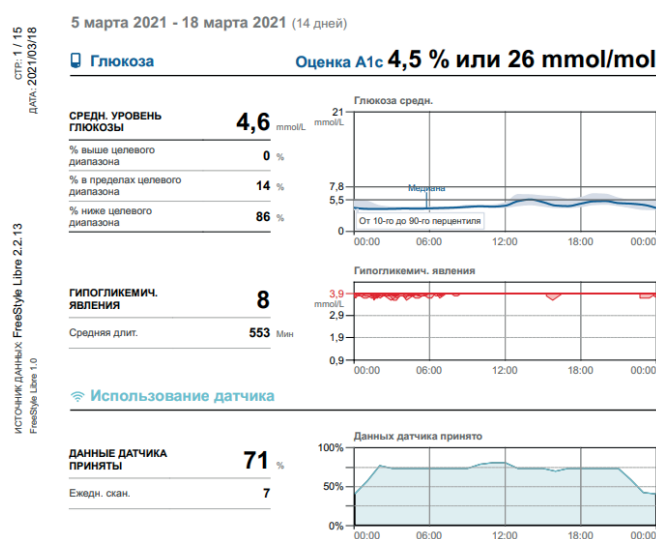 5 марта 2021 - 18 марта 2021 (14 дней)
СТР.: 1 / 15
ДАТА: 2021/03/18
Глюкоза
Оценка A1c 4,5 % или 26 mmol/mol
СРЕДН. УРОВЕНЬ
ГЛЮКОЗЫ
4,6 mmol/L
% выше целевого
диапазона
0 %
% в пределах целевого
диапазона
14 %
% ниже целевого
диапазона
86 %
Глюкоза средн.
21
mmol/L
7,8
5,5
0
Медиана
От 10-го до 90-го перцентиля
00:00 06:00 12:00 18:00 00:00
ГИПОГЛИКЕМИЧ.
ЯВЛЕНИЯ
8
Средняя длит.
553 Мин
Гипогликемич. явления
3,9
mmol/L
2,9
1,9
0,9
00:00 06:00 12:00 18:00 00:00
ИСТОЧНИК ДАННЫХ: FreeStyle Libre 2.2.13
FreeStyle Libre 1.0
Использование датчика
ДАННЫЕ ДАТЧИКА
ПРИНЯТЫ
71 %
Ежедн. скан.
7
Данных датчика принято
100%
50%
0%
00:00 06:00 12:00 18:00 00:00